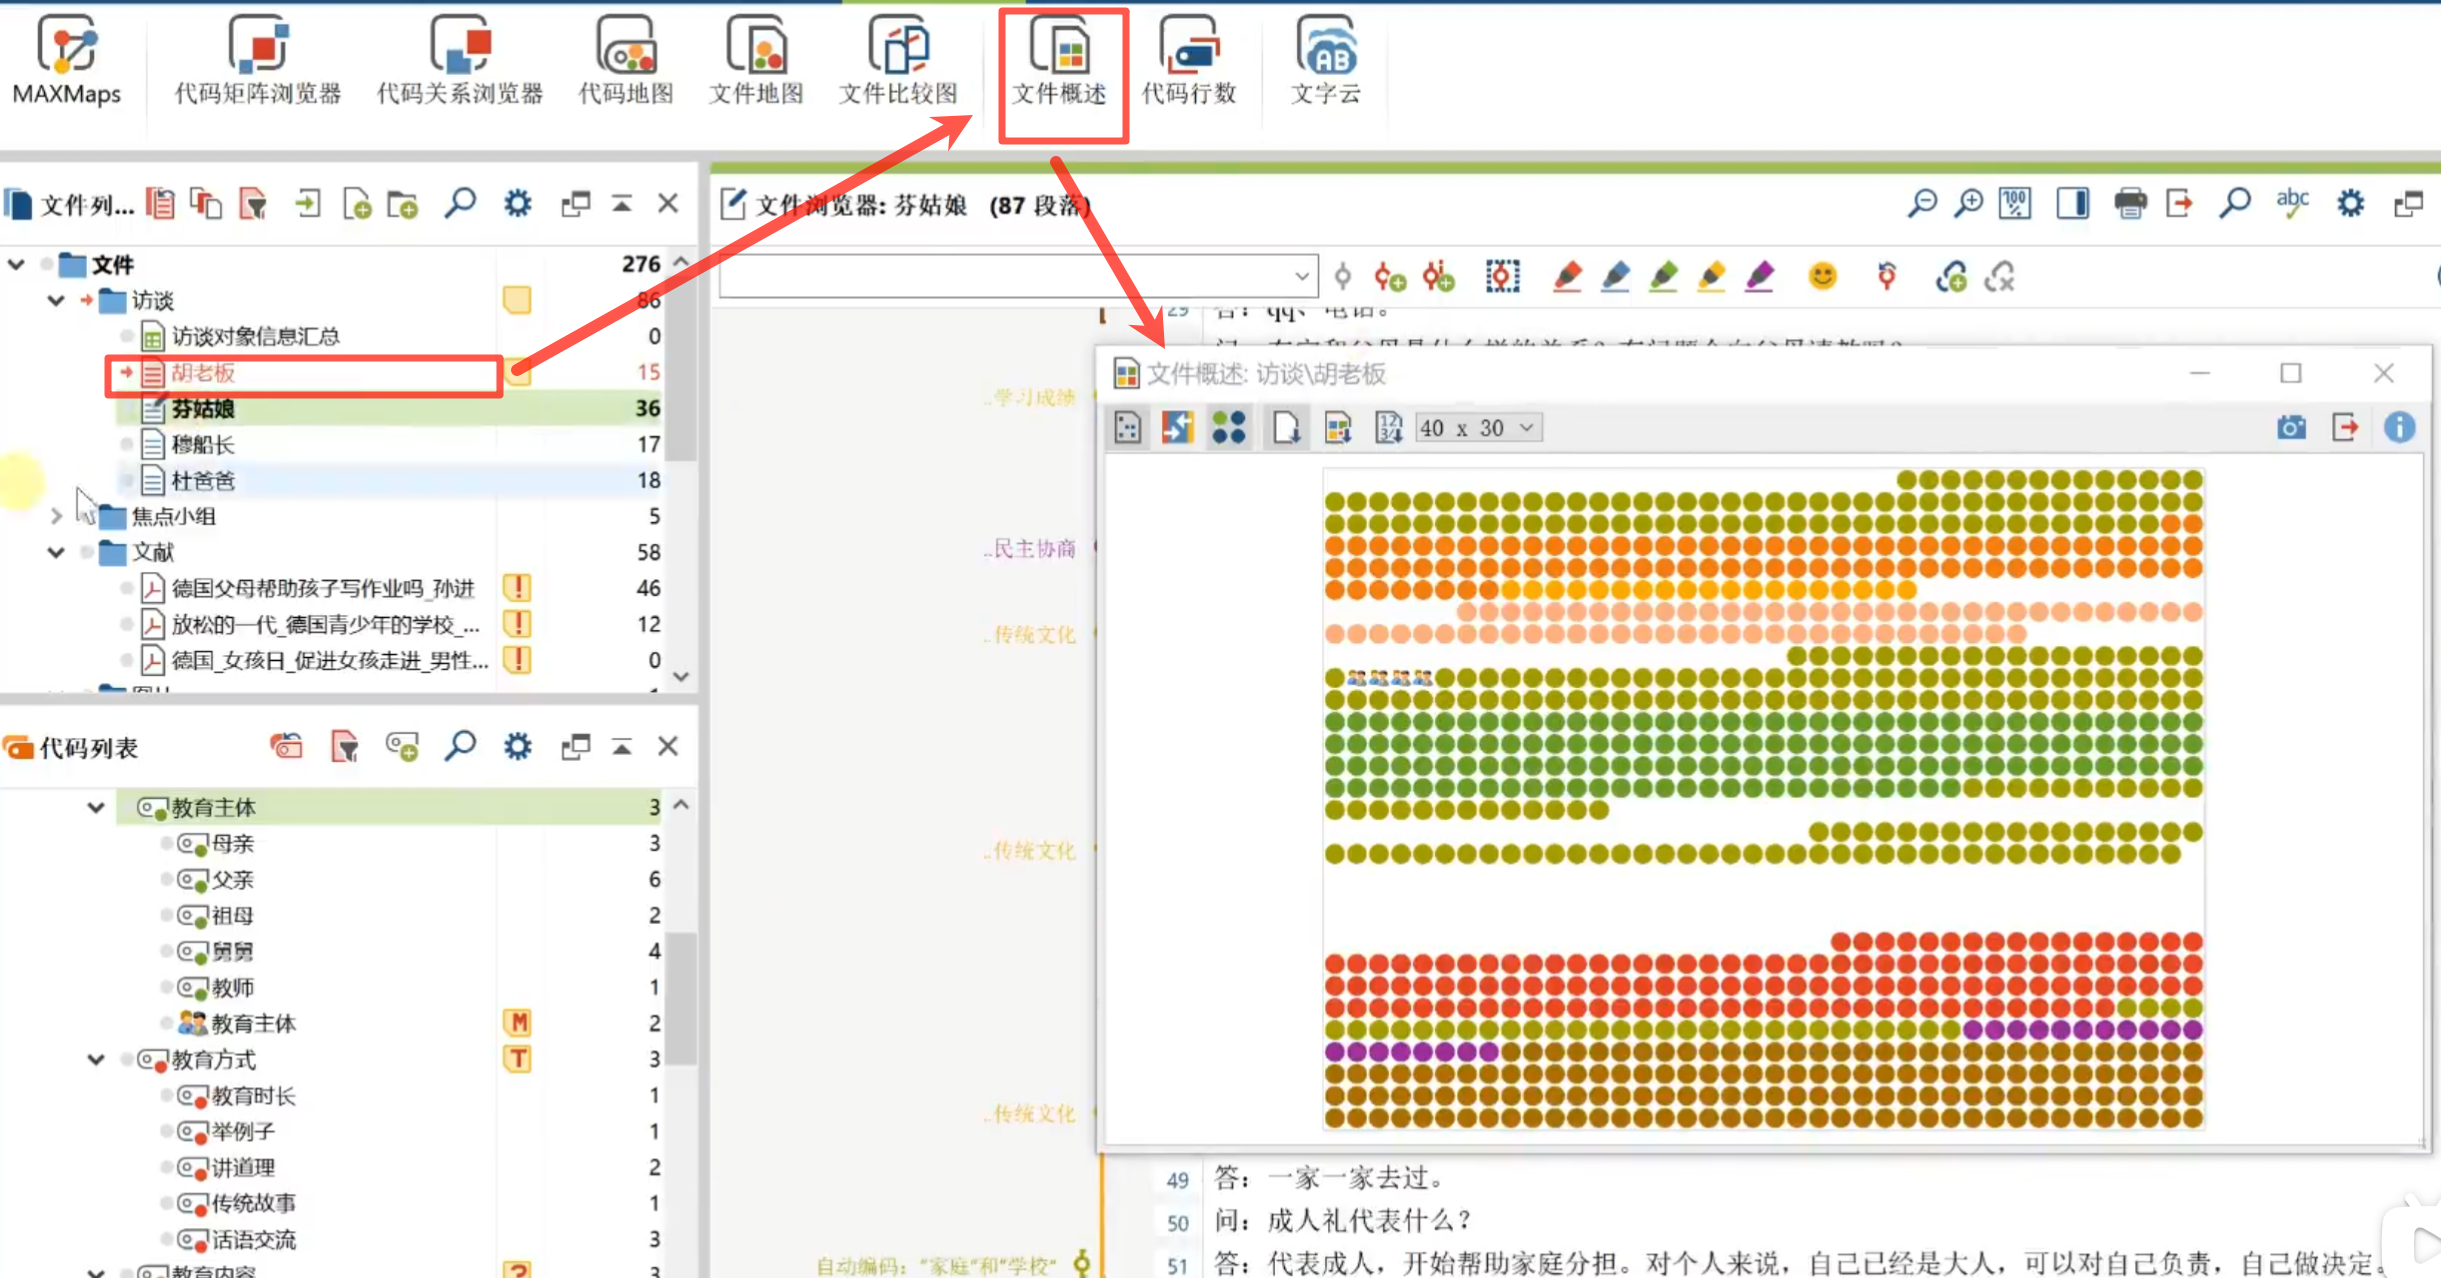 MAXMaps
代码矩阵浏览器
代码关系浏览器
代码地图
文件地图
文件比较图
文件概述
代码行数
文字云
文件列...
文件 276
访谈 86
访谈对象信息汇总 0
胡老板 15
芬姑娘 36
穆船长 17
杜爸爸 18
焦点小组 5
文献 58
德国父母帮助孩子写作业吗_孙进 46
放松的一代_德国青少年的学校_... 12
德国_女孩日_促进女孩走进_男性... 0
代码列表
教育主体 3
母亲 3
父亲 6
祖母 2
舅舅 4
教师 1
教育主体 M 2
教育方式 T 3
教育时长 1
举例子 1
讲道理 2
传统故事 1
话语交流 3
教育内容 ? 3
文件浏览器: 芬姑娘 (87 段落)
100 %
abc
29 答：qq、电话。
..学习成绩
..民主协商
..传统文化
..传统文化
..传统文化
自动编码："家庭"和"学校"
文件概述: 访谈\胡老板
40 x 30
49 答：一家一家去过。
50 问：成人礼代表什么？
51 答：代表成人，开始帮助家庭分担。对个人来说，自己已经是大人，可以对自己负责，自己做决定。